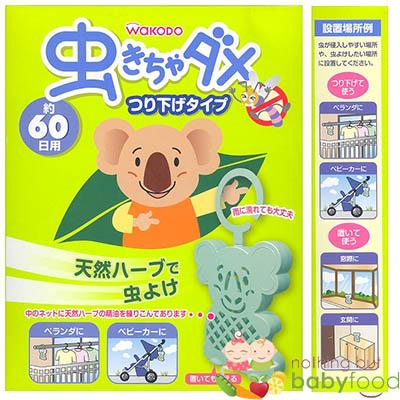 WAKODO
虫きちゃダメ
つり下げタイプ
約
60
日用
雨に濡れても大丈夫
天然ハーブで
虫よけ
中のネットに天然ハーブの精油を練りこんであります
ベランダに
ベビーカーに
置いても
設置場所例
虫が侵入しやすい場所
や、虫よけしたい場所
に設置してください。
つり下げて
使う
ベランダに
ベビーカーに
置いて
使う
窓際に
玄関に
nothing but
babyfood